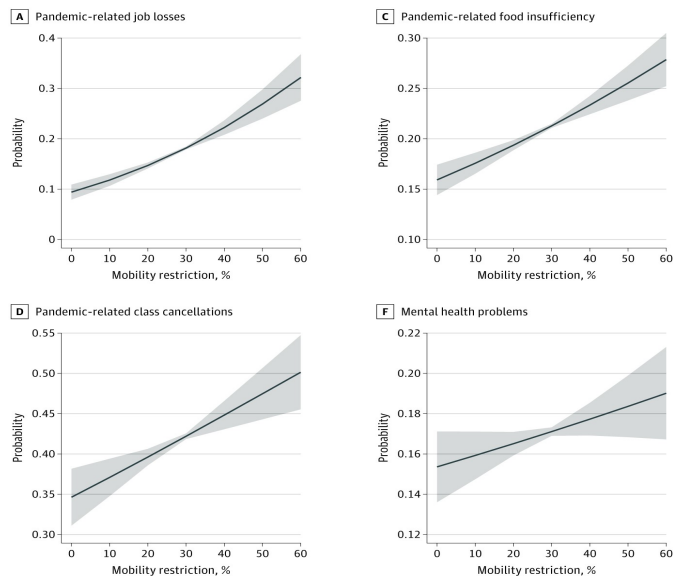 A Pandemic-related job losses
0.4
0.3
0.2
0.1
0
Probability
0 10 20 30 40 50 60
Mobility restriction, %
C Pandemic-related food insufficiency
0.30
0.25
0.20
0.15
0.10
Probability
0 10 20 30 40 50 60
Mobility restriction, %
D Pandemic-related class cancellations
0.55
0.50
0.45
0.40
0.35
0.30
Probability
0 10 20 30 40 50 60
Mobility restriction, %
F Mental health problems
0.22
0.20
0.18
0.16
0.14
0.12
Probability
0 10 20 30 40 50 60
Mobility restriction, %